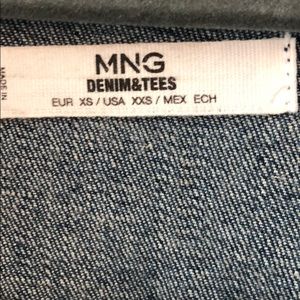 MNG
DENIM&TEES
EUR XS / USA XXS / MEX ECH
MADE IN